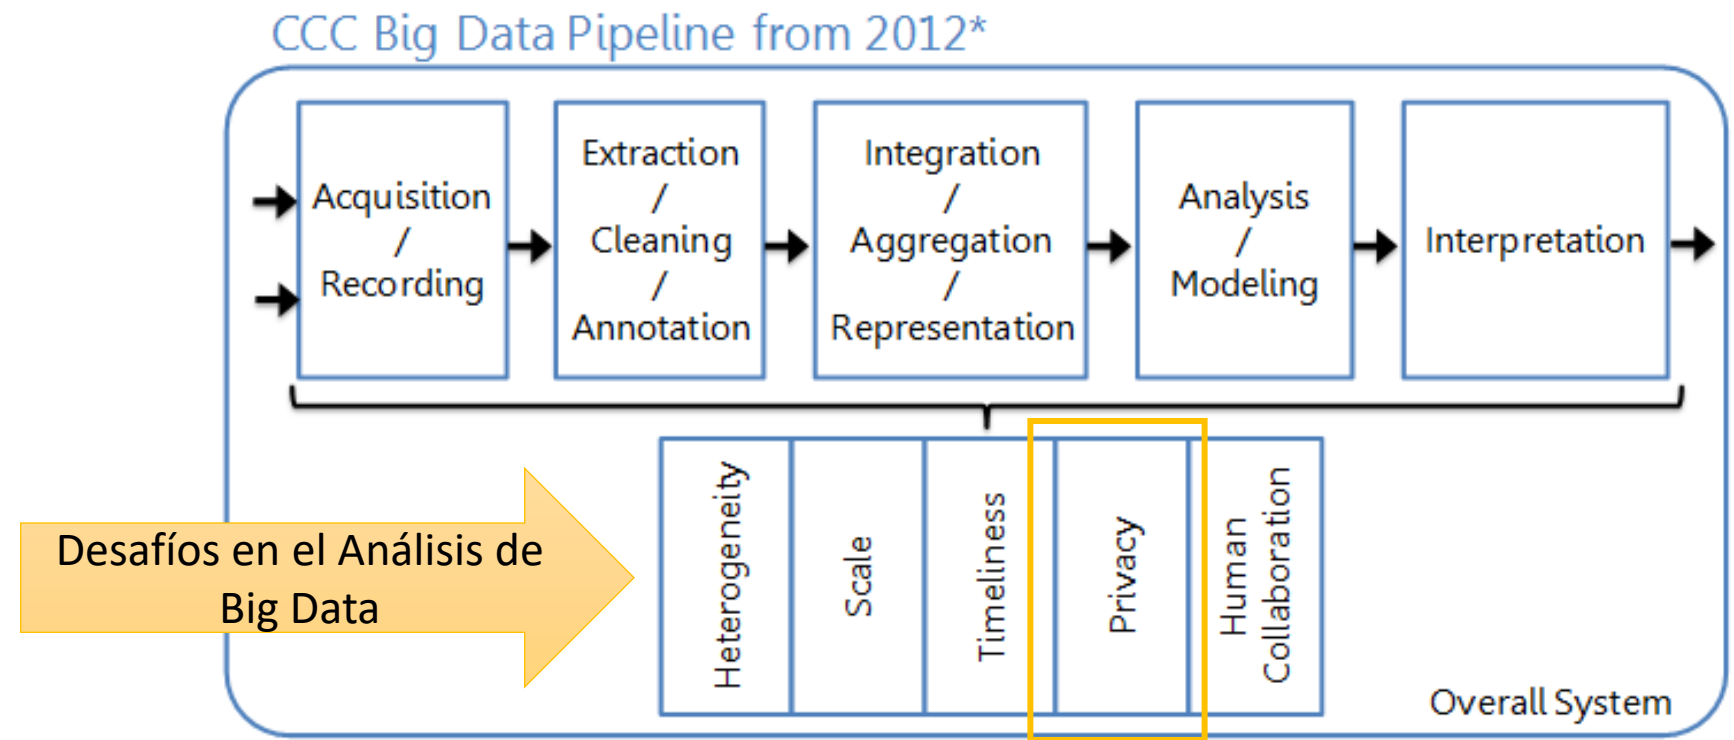 CCC Big Data Pipeline from 2012*
Acquisition
/
Recording
Extraction
/
Cleaning
/
Annotation
Integration
/
Aggregation
/
Representation
Analysis
/
Modeling
Interpretation
Desafíos en el Análisis de
Big Data
Heterogeneity
Scale
Timeliness
Privacy
Human
Collaboration
Overall System